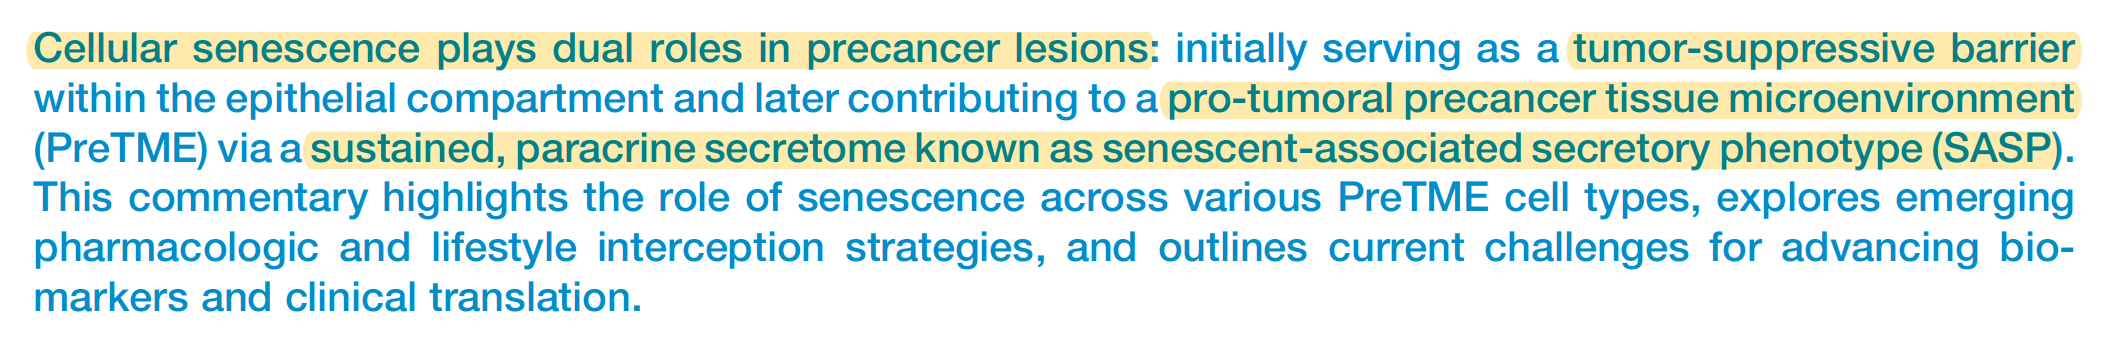 Cellular senescence plays dual roles in precancer lesions: initially serving as a tumor-suppressive barrier
within the epithelial compartment and later contributing to a pro-tumoral precancer tissue microenvironment
(PreTME) via a sustained, paracrine secretome known as senescent-associated secretory phenotype (SASP).
This commentary highlights the role of senescence across various PreTME cell types, explores emerging
pharmacologic and lifestyle interception strategies, and outlines current challenges for advancing bio-
markers and clinical translation.